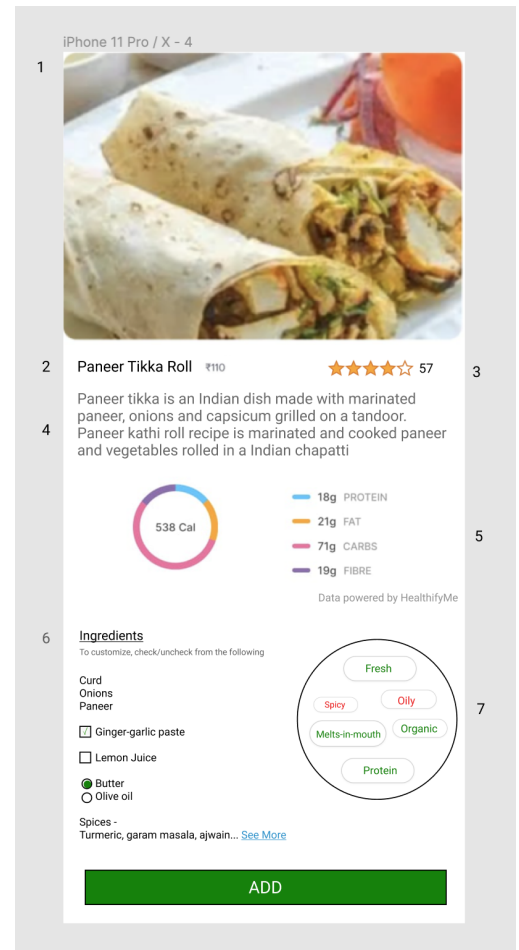 iPhone 11 Pro / X - 4
1
2
Paneer Tikka Roll ₹110
57
3
4
Paneer tikka is an Indian dish made with marinated
paneer, onions and capsicum grilled on a tandoor.
Paneer kathi roll recipe is marinated and cooked paneer
and vegetables rolled in a Indian chapatti
538 Cal
18g PROTEIN
21g FAT
71g CARBS
19g FIBRE
5
Data powered by HealthifyMe
6
Ingredients
To customize, check/uncheck from the following
Curd
Onions
Paneer
√ Ginger-garlic paste
Lemon Juice
Butter
Olive oil
Spices -
Turmeric, garam masala, ajwain... See More
Fresh
Spicy
Oily
Melts-in-mouth
Organic
Protein
7
ADD